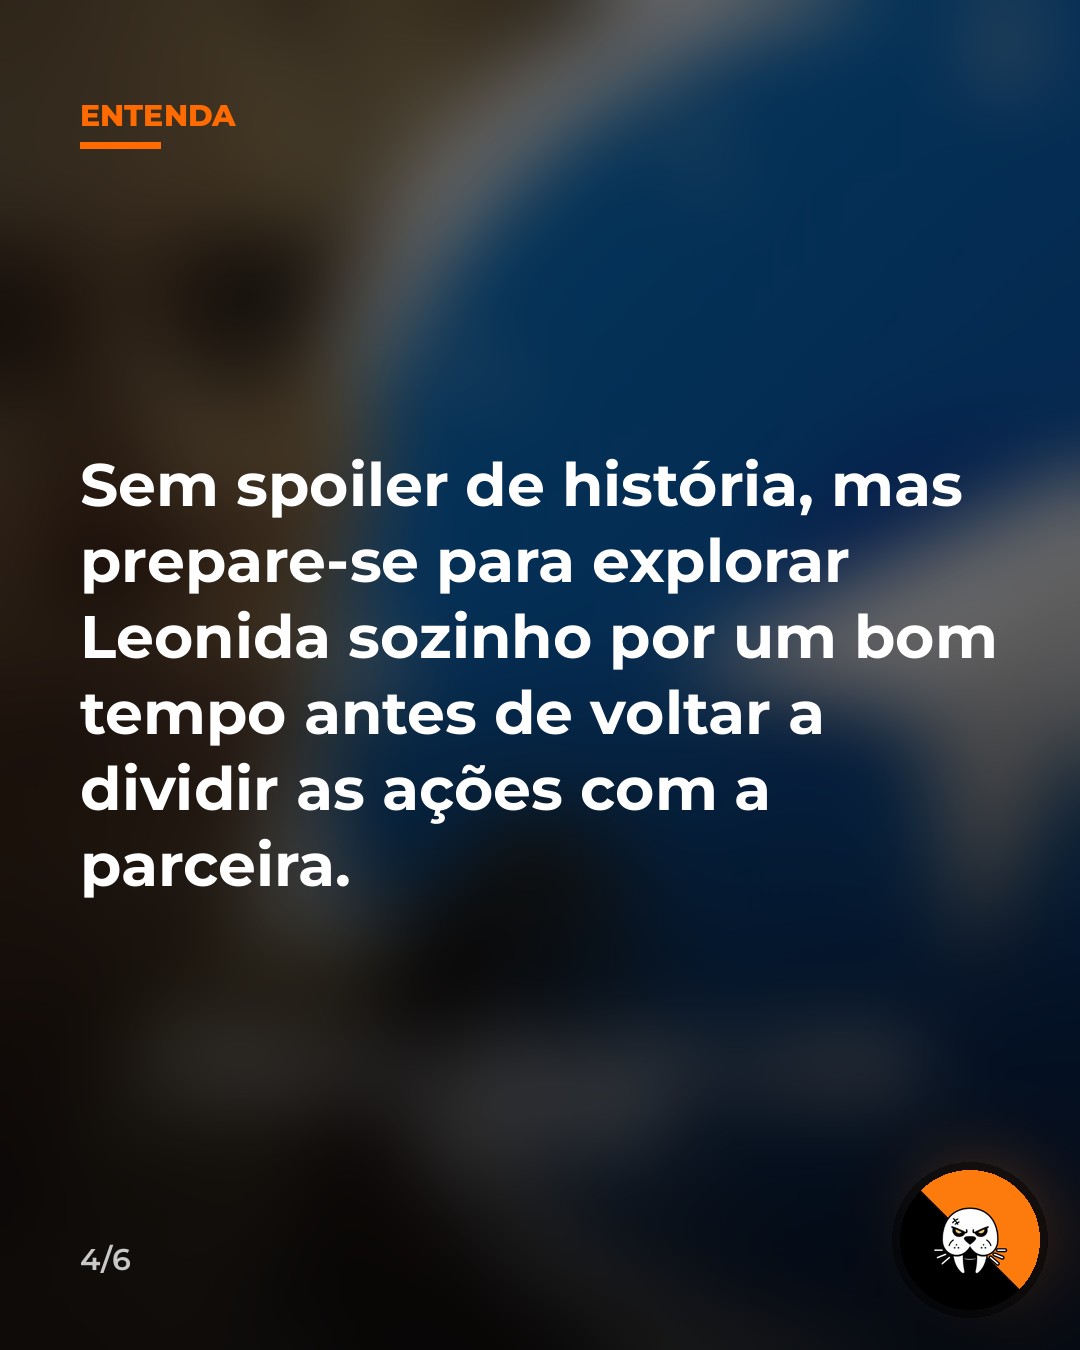 ENTENDA
Sem spoiler de história, mas
prepare-se para explorar
Leonida sozinho por um bom
tempo antes de voltar a
dividir as ações com a
parceira.
4/6